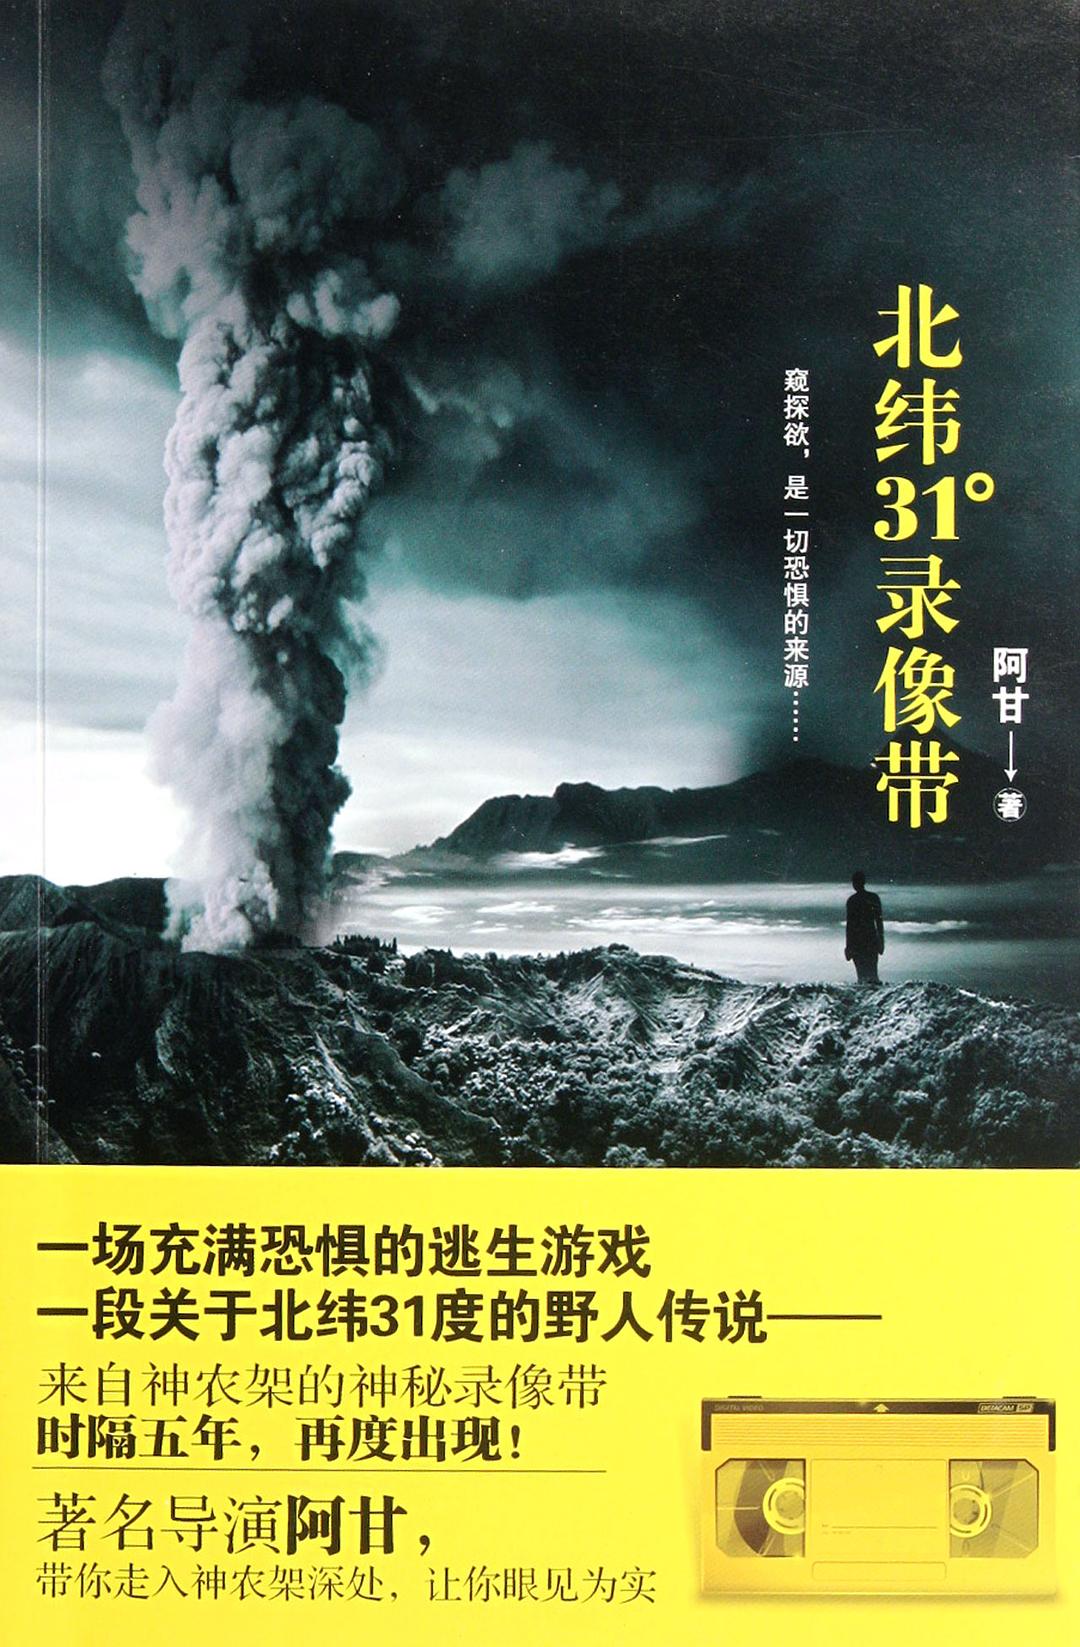 北纬31°录像带
阿甘 著
窥探欲，是一切恐惧的来源……
一场充满恐惧的逃生游戏
一段关于北纬31度的野人传说——
来自神农架的神秘录像带
时隔五年，再度出现！
DIGITAL VIDEO
BETACAM SP
著名导演阿甘，
带你走入神农架深处，让你眼见为实